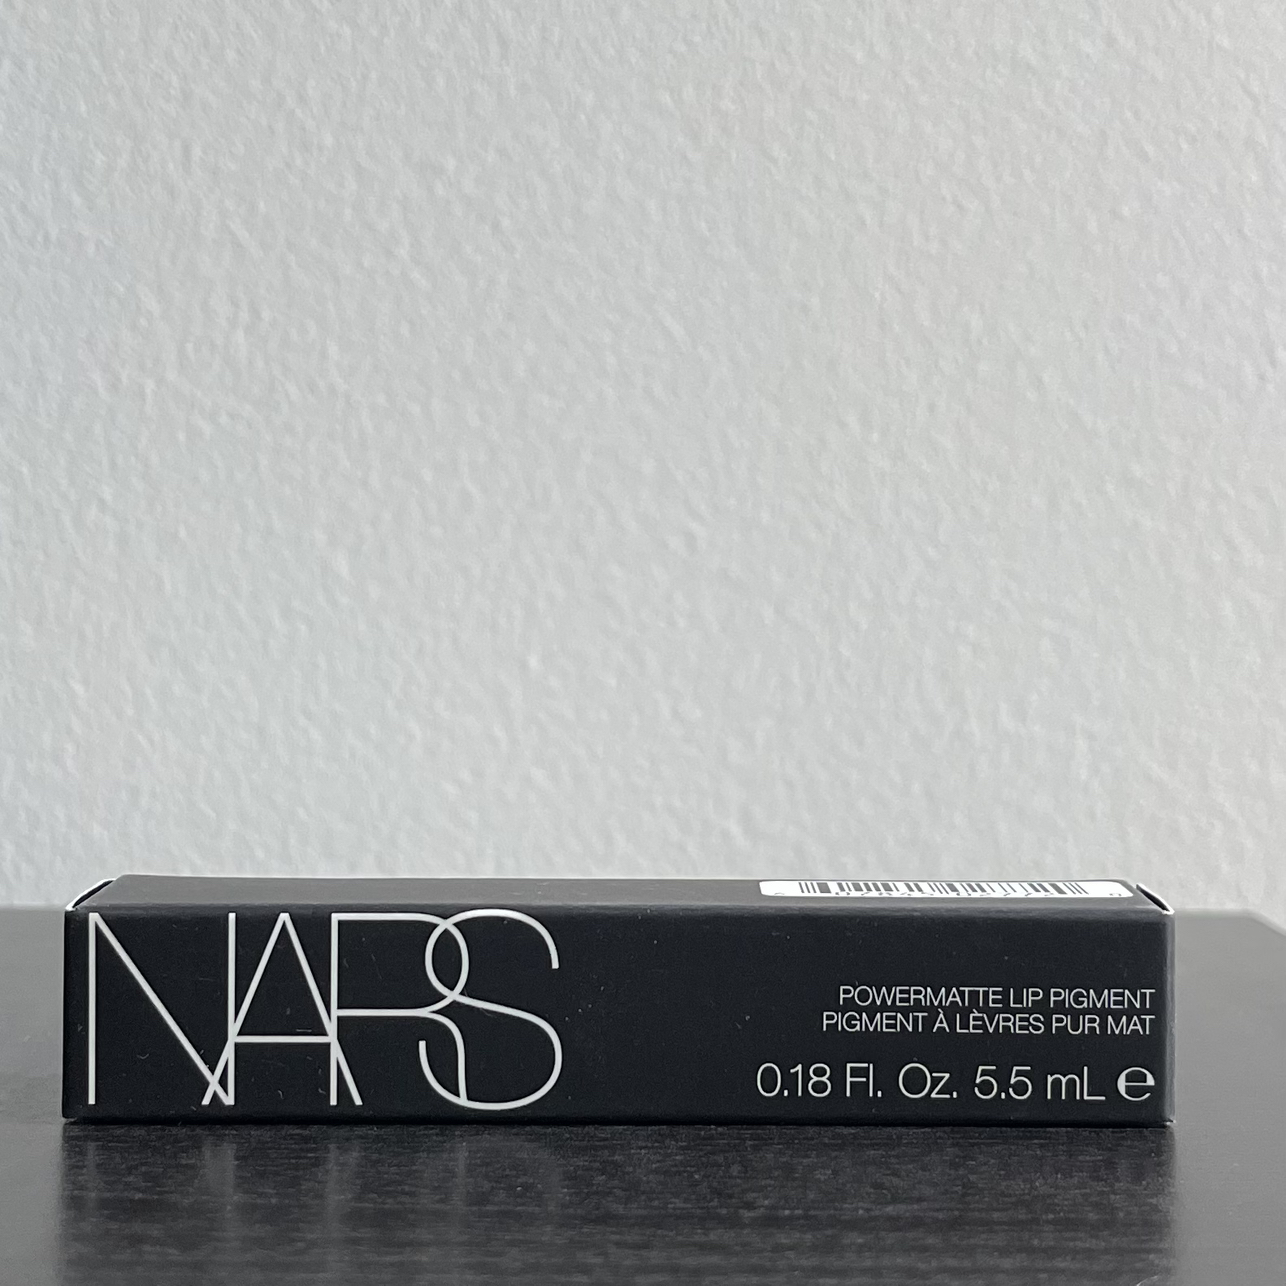 NARS
POWERMATTE LIP PIGMENT
PIGMENT À LÈVRES PUR MAT
0.18 Fl. Oz. 5.5 mL ℮